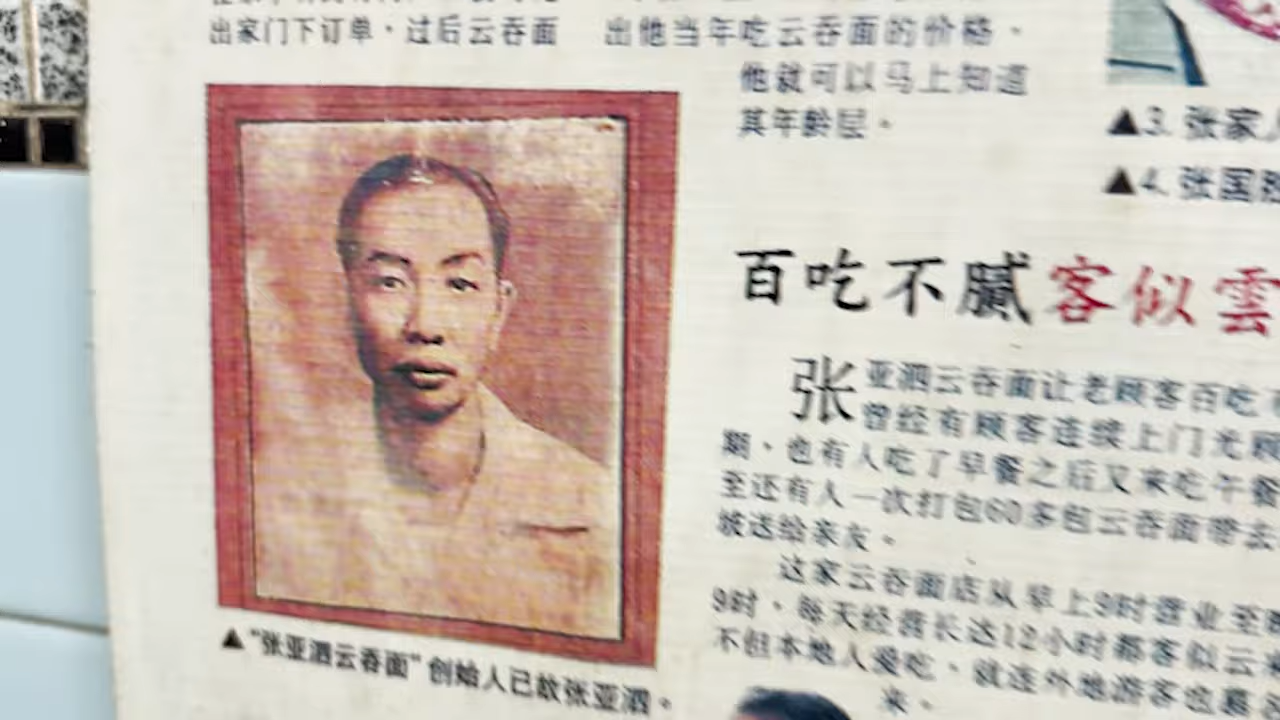 出家门下订单，过后云吞面
出他当年吃云吞面的价格，
他就可以马上知道
其年龄层。
▲3. 张家
▲4. 张国
▲"张亚泗云吞面"创始人已故张亚泗。
百吃不腻客似雲
张亚泗云吞面让老顾客百吃
曾经有顾客连续上门光顾
期，也有人吃了早餐之后又来吃午餐
至还有人一次打包60多包云吞面带去
坡送给亲友。
这家云吞面店从早上9时营业至晚
9时，每天经营长达12小时都客似云来
不但本地人爱吃，就连外地游客也慕
来。